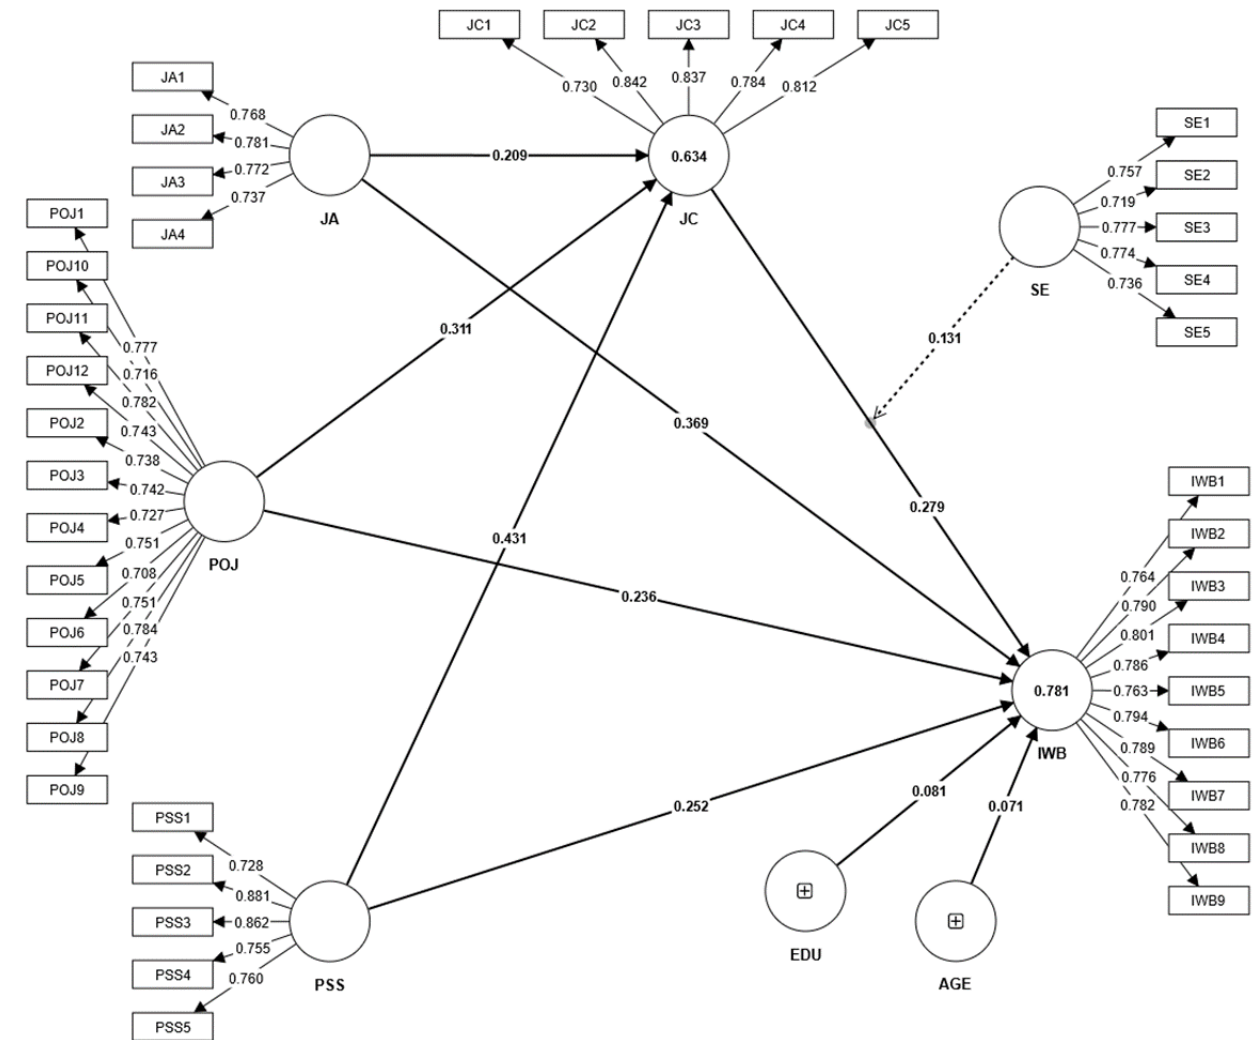 JC1
JC2
JC3
JC4
JC5
0.730
0.842
0.837
0.784
0.812
JA1
JA2
JA3
JA4
0.768
0.781
0.772
0.737
JA
0.209
0.634
JC
SE1
SE2
SE3
SE4
SE5
0.757
0.719
0.777
0.774
0.736
SE
0.131
POJ1
POJ10
POJ11
POJ12
POJ2
POJ3
POJ4
POJ5
POJ6
POJ7
POJ8
POJ9
0.777
0.716
0.782
0.743
0.738
0.742
0.727
0.751
0.708
0.751
0.784
0.743
POJ
0.311
0.369
0.279
0.431
0.236
0.252
IWB1
IWB2
IWB3
IWB4
IWB5
IWB6
IWB7
IWB8
IWB9
0.764
0.790
0.801
0.786
0.763
0.794
0.789
0.776
0.782
0.781
IWB
0.081
0.071
EDU
AGE
PSS1
PSS2
PSS3
PSS4
PSS5
0.728
0.881
0.862
0.755
0.760
PSS